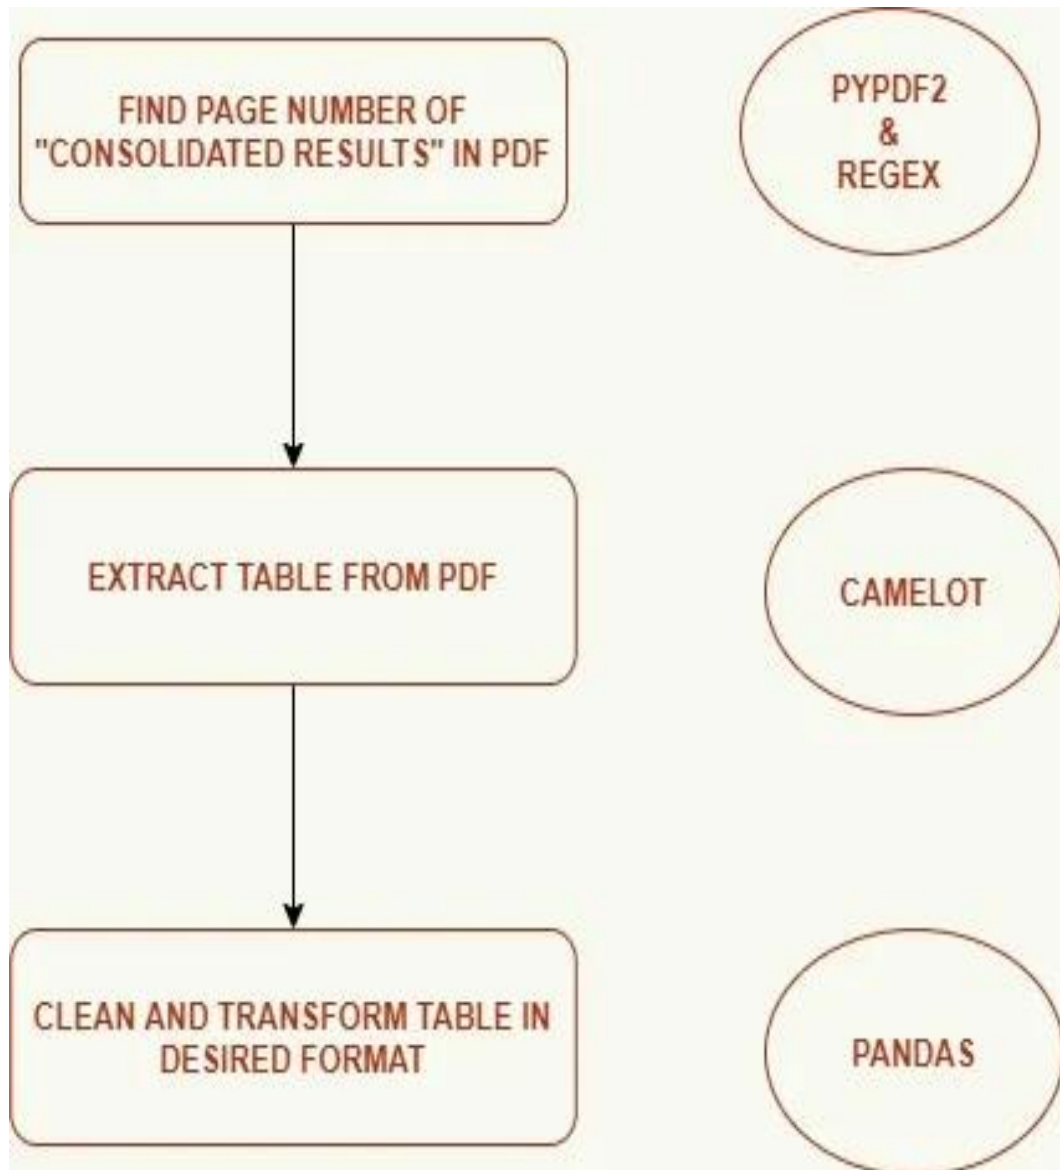 FIND PAGE NUMBER OF
"CONSOLIDATED RESULTS" IN PDF
PYPDF2
&
REGEX
EXTRACT TABLE FROM PDF
CAMELOT
CLEAN AND TRANSFORM TABLE IN
DESIRED FORMAT
PANDAS